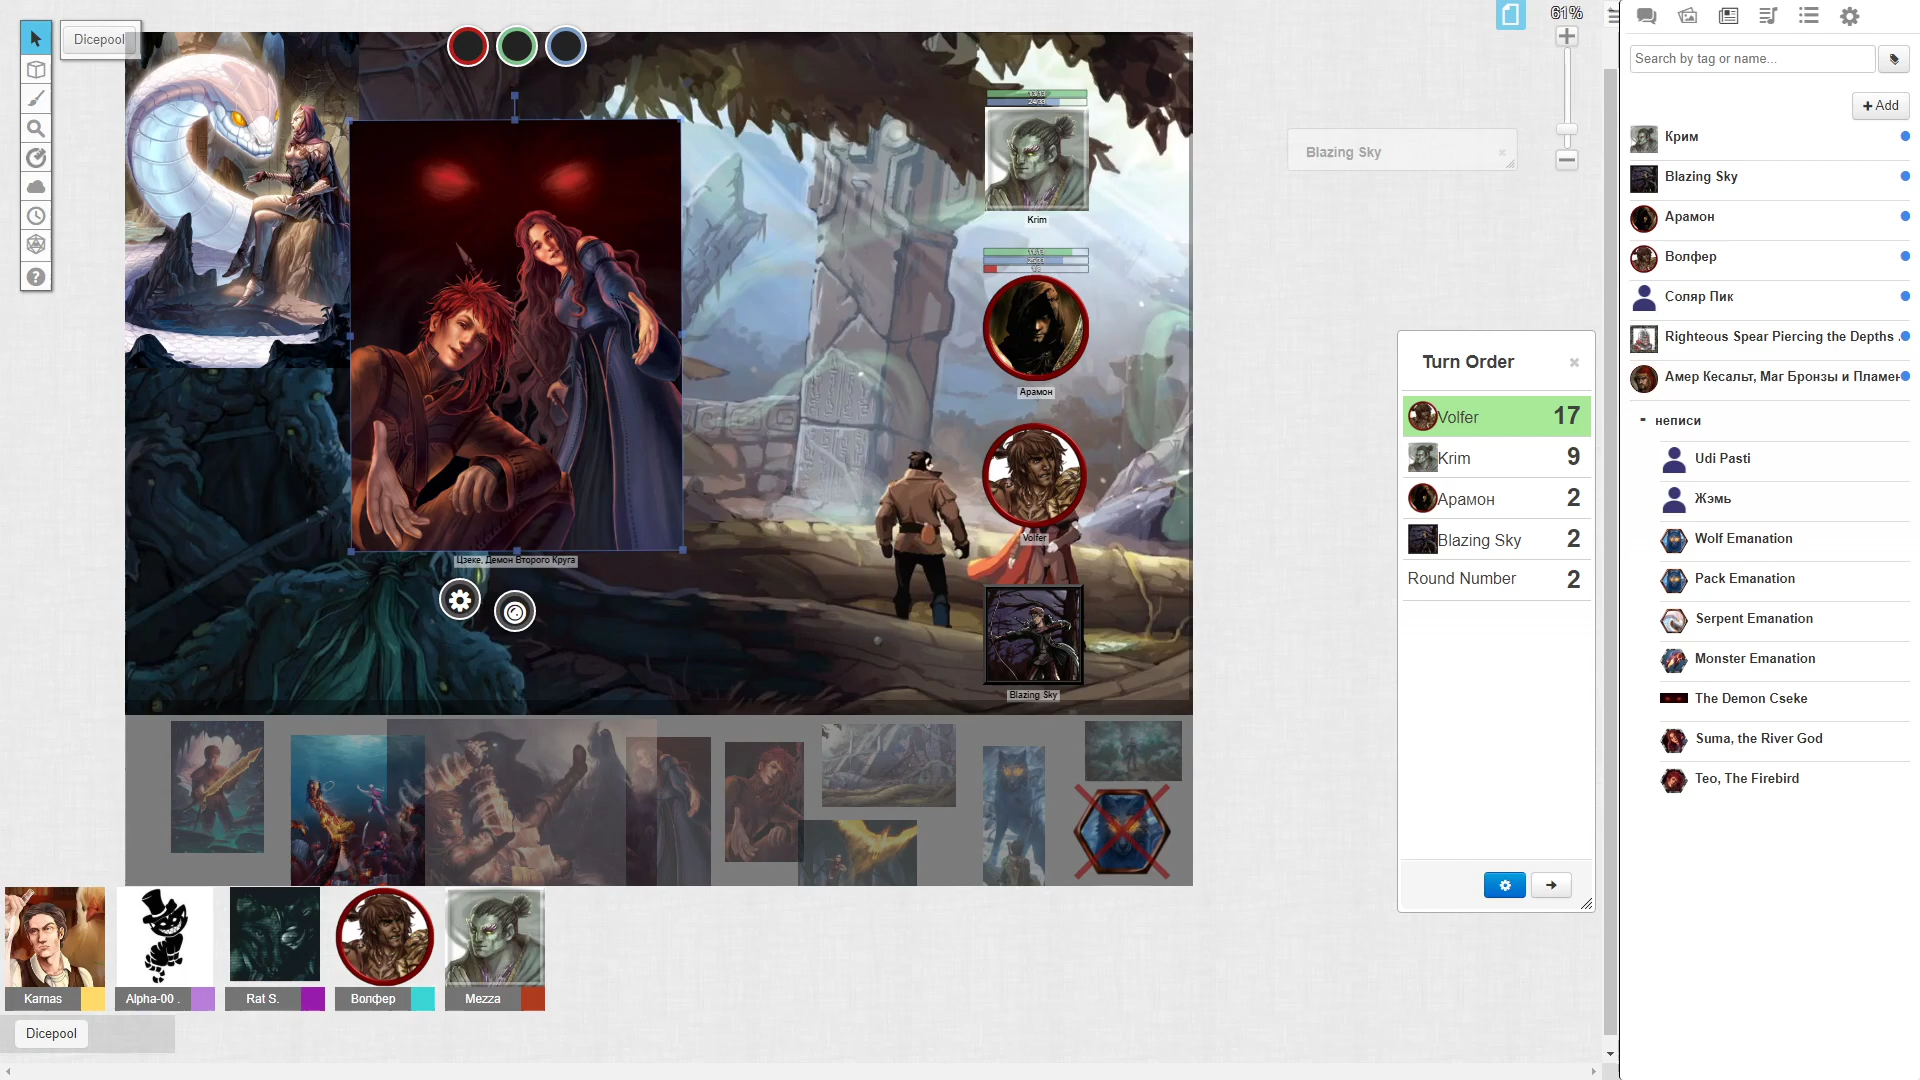 Dicepool
61%
Search by tag or name...
Add
Крим
Blazing Sky
Арамон
Волфер
Соляр Пик
Righteous Spear Piercing the Depths
Амер Кесальт, Маг Бронзы и Пламен
- неписи
Udi Pasti
Жэмь
Wolf Emanation
Pack Emanation
Serpent Emanation
Monster Emanation
The Demon Cseke
Suma, the River God
Teo, The Firebird
Blazing Sky
Turn Order
Volfer 17
Krim 9
Арамон 2
Blazing Sky 2
Round Number 2
Krim
Арамон
Volfer
Blazing Sky
Цзеке, Демон Второго Круга
Karnas
Alpha-00 .
Rat S.
Волфер
Mezza
Dicepool